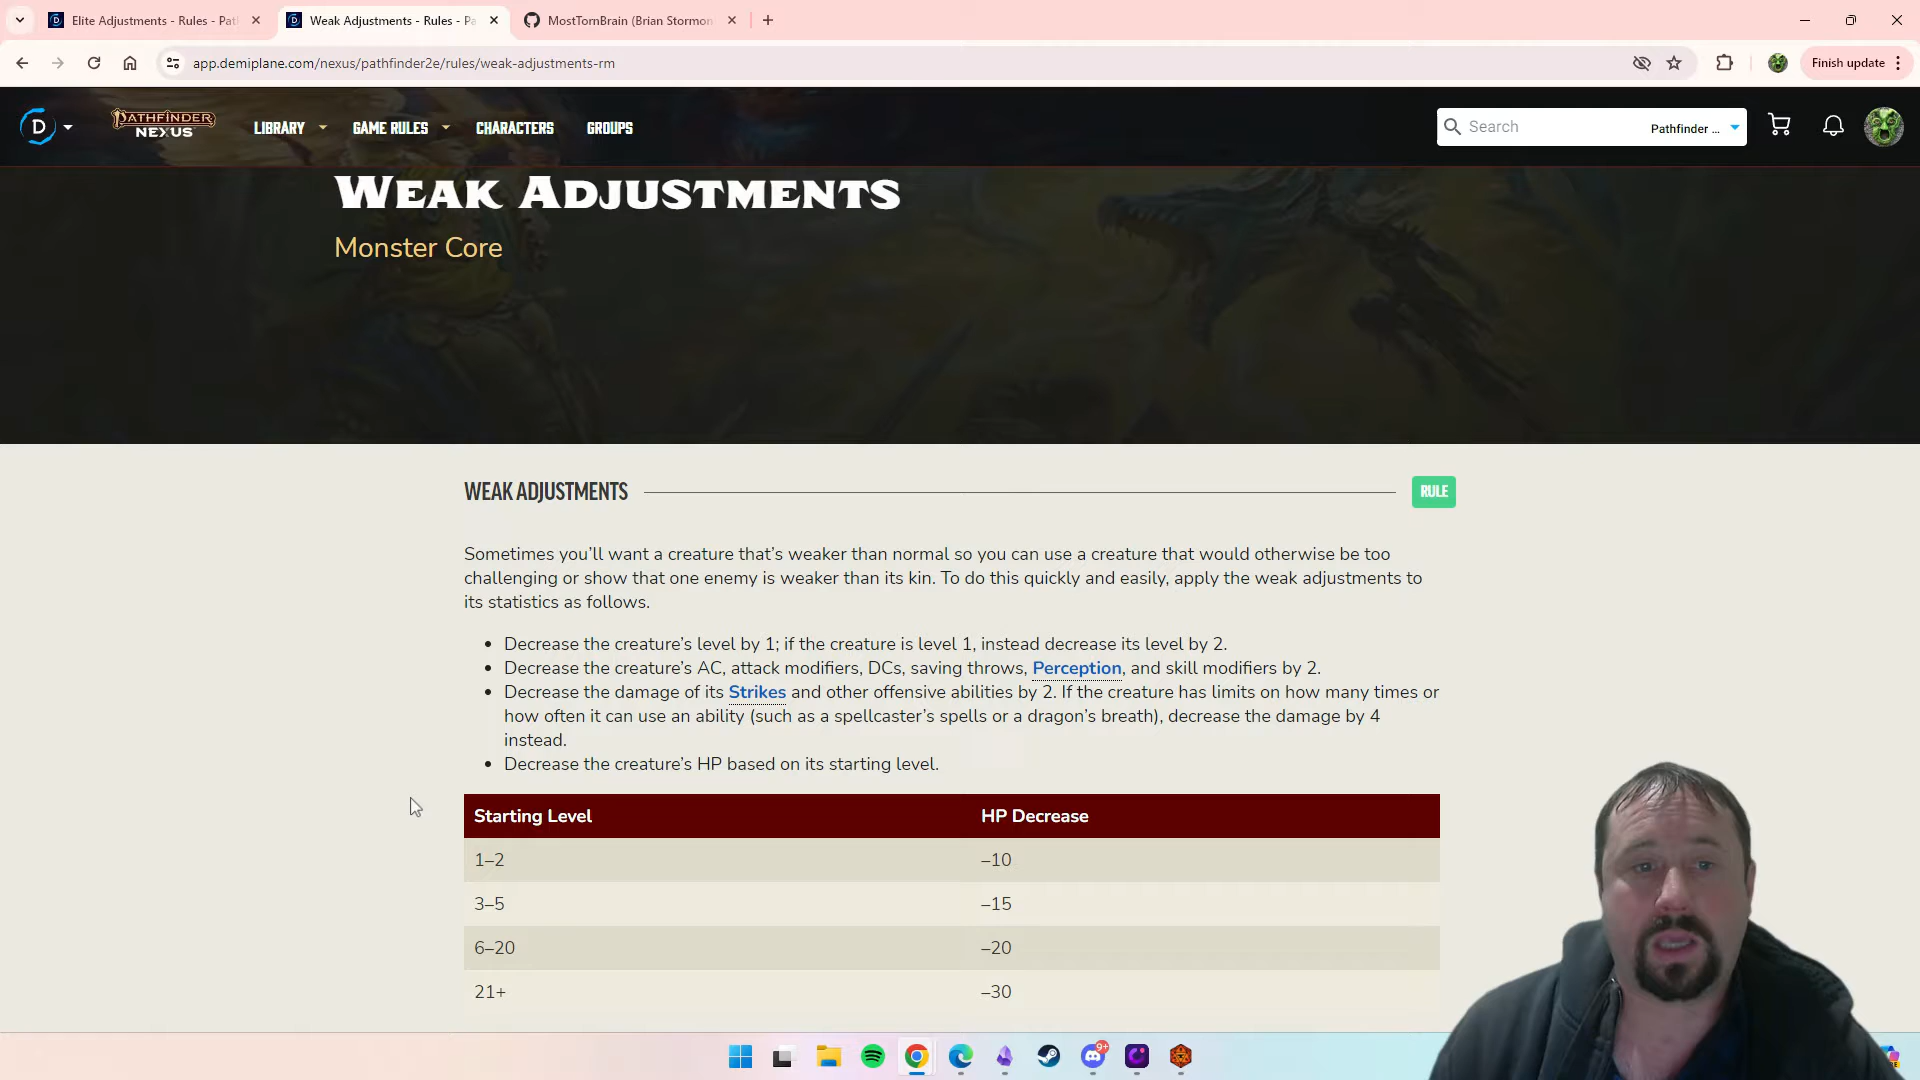 Elite Adjustments - Rules - Pat
Weak Adjustments - Rules - Pa
MostTornBrain (Brian Stormon
app.demiplane.com/nexus/pathfinder2e/rules/weak-adjustments-rm
Finish update
D
PATHFINDER
NEXUS
LIBRARY
GAME RULES
CHARACTERS
GROUPS
Search
Pathfinder ...
WEAK ADJUSTMENTS
Monster Core
WEAK ADJUSTMENTS
RULE
Sometimes you’ll want a creature that’s weaker than normal so you can use a creature that would otherwise be too
challenging or show that one enemy is weaker than its kin. To do this quickly and easily, apply the weak adjustments to
its statistics as follows.
• Decrease the creature’s level by 1; if the creature is level 1, instead decrease its level by 2.
• Decrease the creature’s AC, attack modifiers, DCs, saving throws, Perception, and skill modifiers by 2.
• Decrease the damage of its Strikes and other offensive abilities by 2. If the creature has limits on how many times or
how often it can use an ability (such as a spellcaster’s spells or a dragon’s breath), decrease the damage by 4
instead.
• Decrease the creature’s HP based on its starting level.
Starting Level HP Decrease
1–2 –10
3–5 –15
6–20 –20
21+ –30
9+